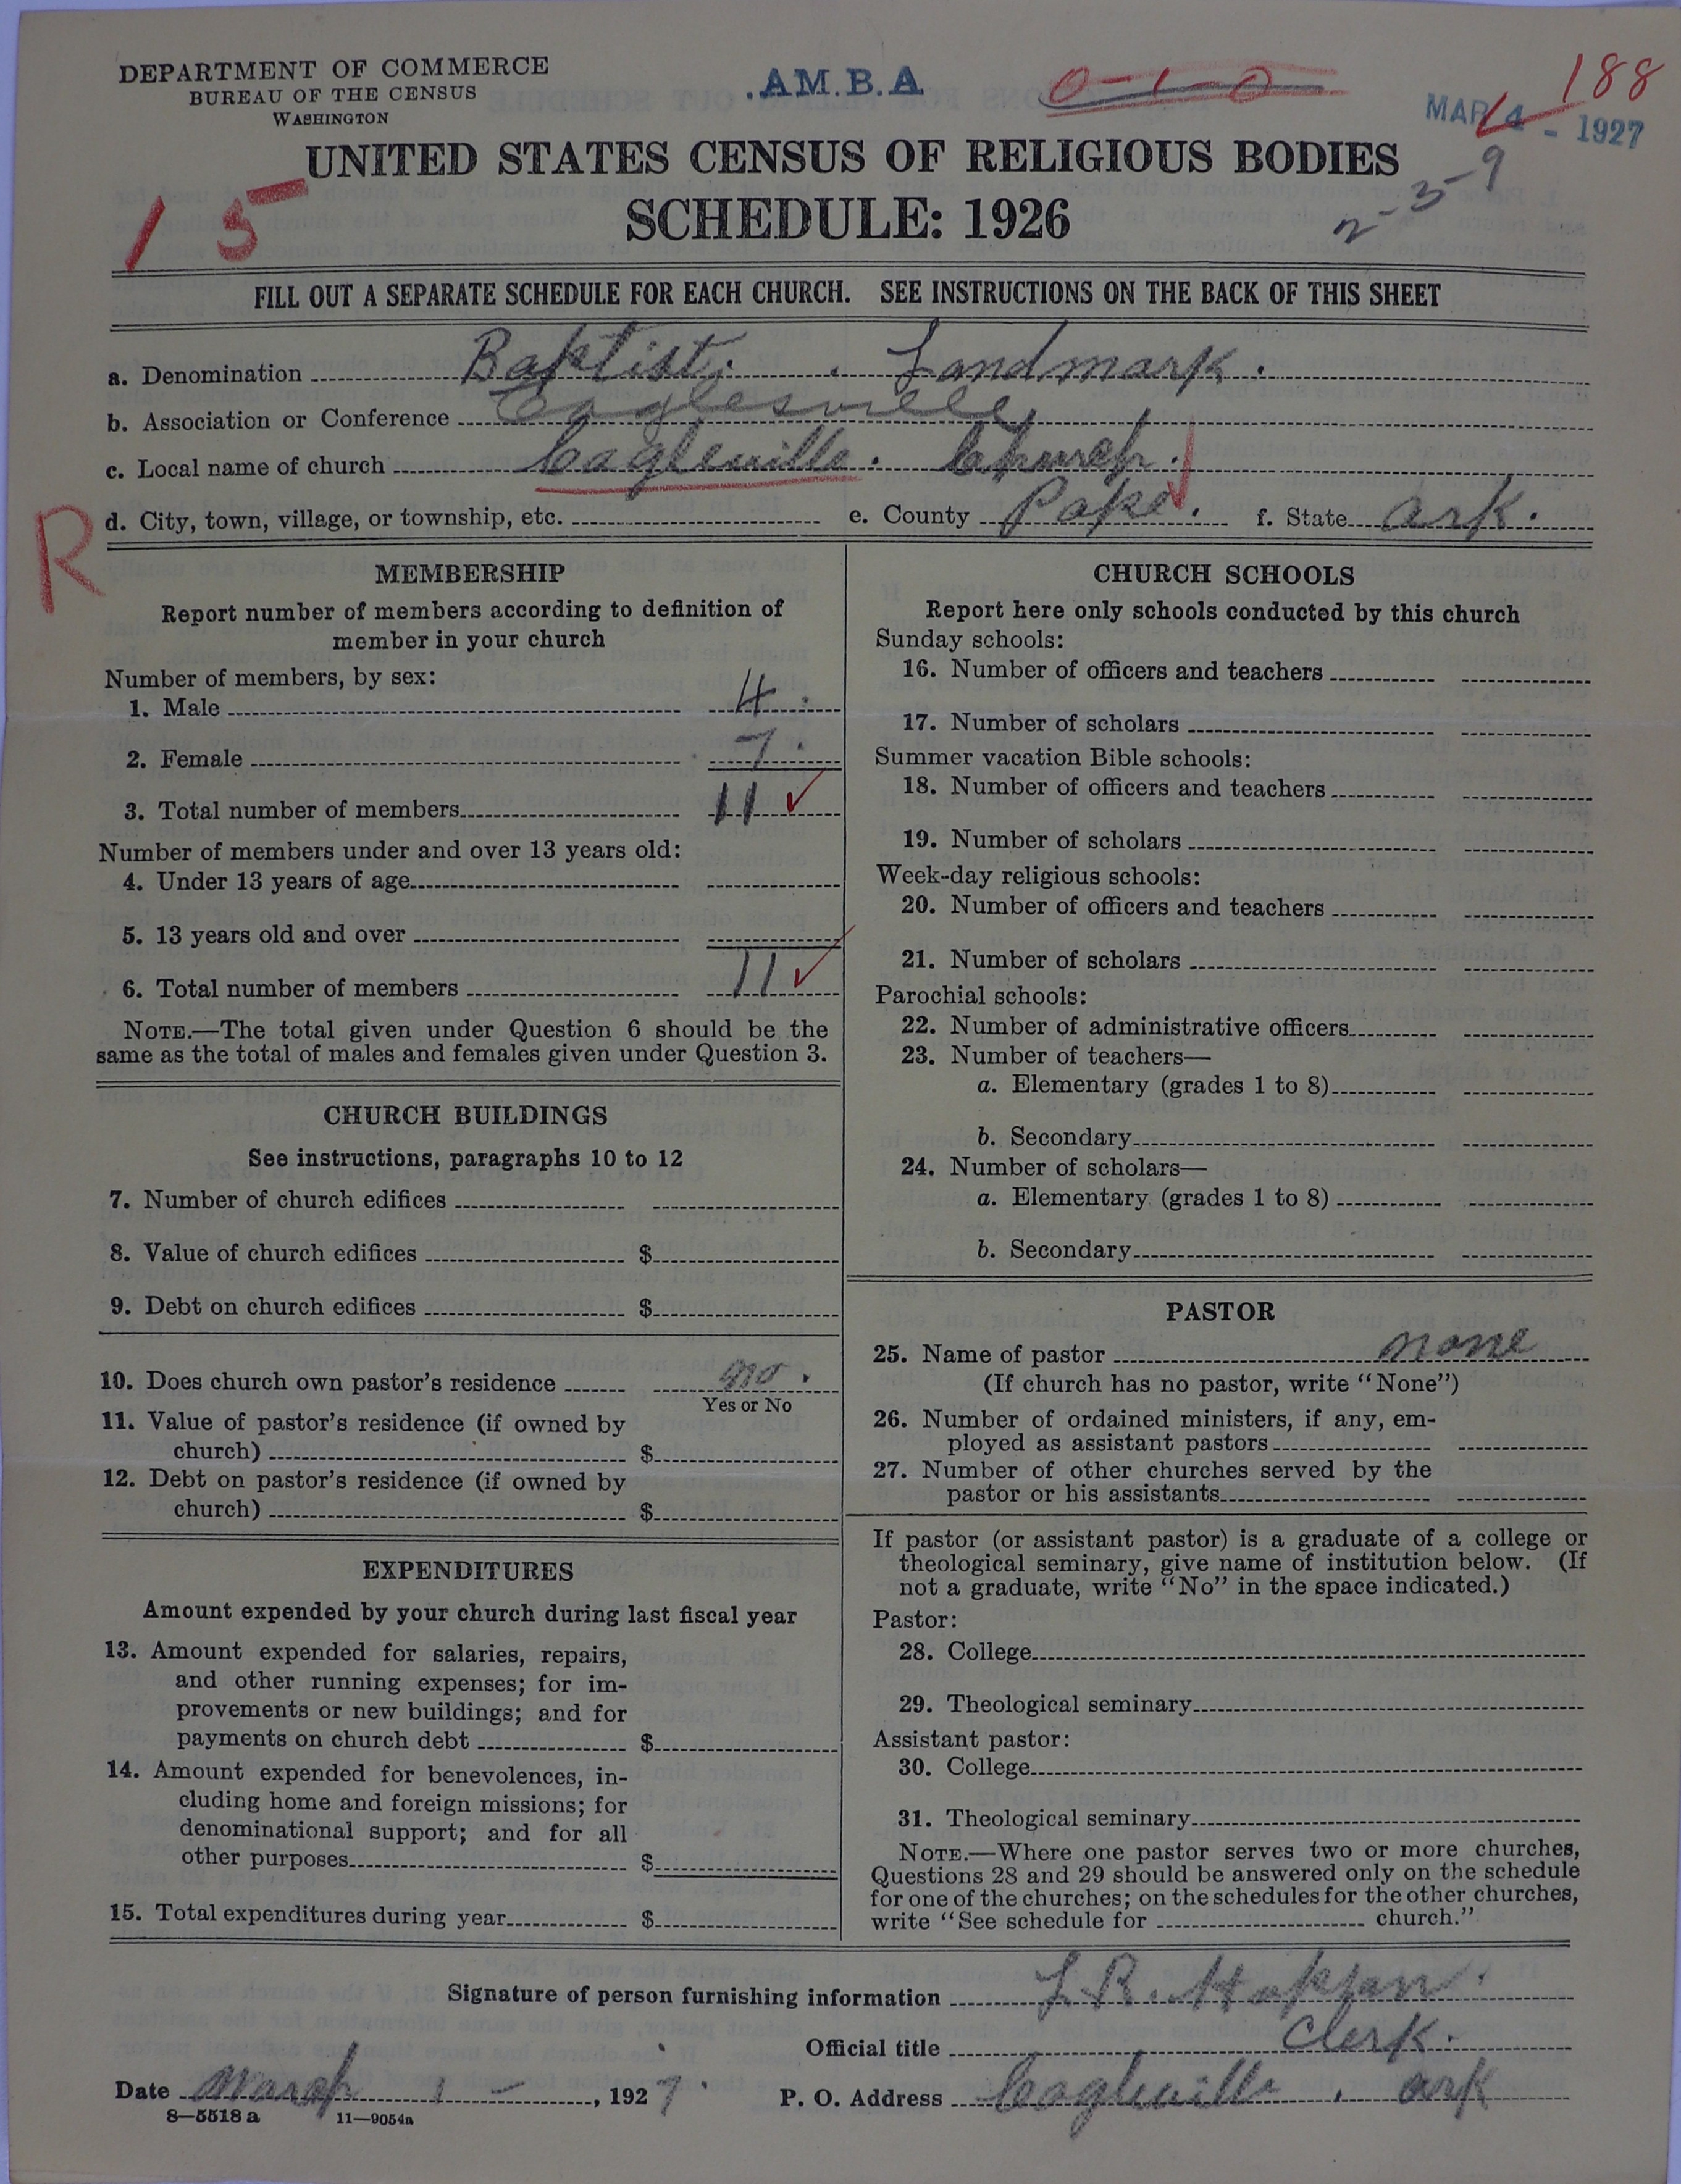 DEPARTMENT OF COMMERCE
BUREAU OF THE CENSUS
WASHINGTON
.A.M.B.A
0-1-0
188
MAR 4 - 1927
2-3-9
15
UNITED STATES CENSUS OF RELIGIOUS BODIES
SCHEDULE: 1926
FILL OUT A SEPARATE SCHEDULE FOR EACH CHURCH. SEE INSTRUCTIONS ON THE BACK OF THIS SHEET
a. Denomination Baptist. Landmark.
b. Association or Conference
c. Local name of church Cagleville. Church.
R
d. City, town, village, or township, etc. e. County Pope. f. State Ark.
MEMBERSHIP
Report number of members according to definition of
member in your church
Number of members, by sex:
1. Male 4.
2. Female 7.
3. Total number of members 11 ✓
Number of members under and over 13 years old:
4. Under 13 years of age
5. 13 years old and over
6. Total number of members 11 ✓
NOTE.—The total given under Question 6 should be the
same as the total of males and females given under Question 3.
CHURCH BUILDINGS
See instructions, paragraphs 10 to 12
7. Number of church edifices
8. Value of church edifices $
9. Debt on church edifices $
10. Does church own pastor's residence no.
Yes or No
11. Value of pastor's residence (if owned by
church) $
12. Debt on pastor's residence (if owned by
church) $
EXPENDITURES
Amount expended by your church during last fiscal year
13. Amount expended for salaries, repairs,
and other running expenses; for im-
provements or new buildings; and for
payments on church debt $
14. Amount expended for benevolences, in-
cluding home and foreign missions; for
denominational support; and for all
other purposes $
15. Total expenditures during year $
CHURCH SCHOOLS
Report here only schools conducted by this church
Sunday schools:
16. Number of officers and teachers
17. Number of scholars
Summer vacation Bible schools:
18. Number of officers and teachers
19. Number of scholars
Week-day religious schools:
20. Number of officers and teachers
21. Number of scholars
Parochial schools:
22. Number of administrative officers
23. Number of teachers—
a. Elementary (grades 1 to 8)
b. Secondary
24. Number of scholars—
a. Elementary (grades 1 to 8)
b. Secondary
PASTOR
25. Name of pastor none
(If church has no pastor, write "None")
26. Number of ordained ministers, if any, em-
ployed as assistant pastors
27. Number of other churches served by the
pastor or his assistants
If pastor (or assistant pastor) is a graduate of a college or
theological seminary, give name of institution below. (If
not a graduate, write "No" in the space indicated.)
Pastor:
28. College
29. Theological seminary
Assistant pastor:
30. College
31. Theological seminary
NOTE.—Where one pastor serves two or more churches,
Questions 28 and 29 should be answered only on the schedule
for one of the churches; on the schedules for the other churches,
write "See schedule for church."
Signature of person furnishing information
Official title Clerk.
Date March 1 - , 1927. P. O. Address Cagleville. ark
8—5518 a 11—9054a